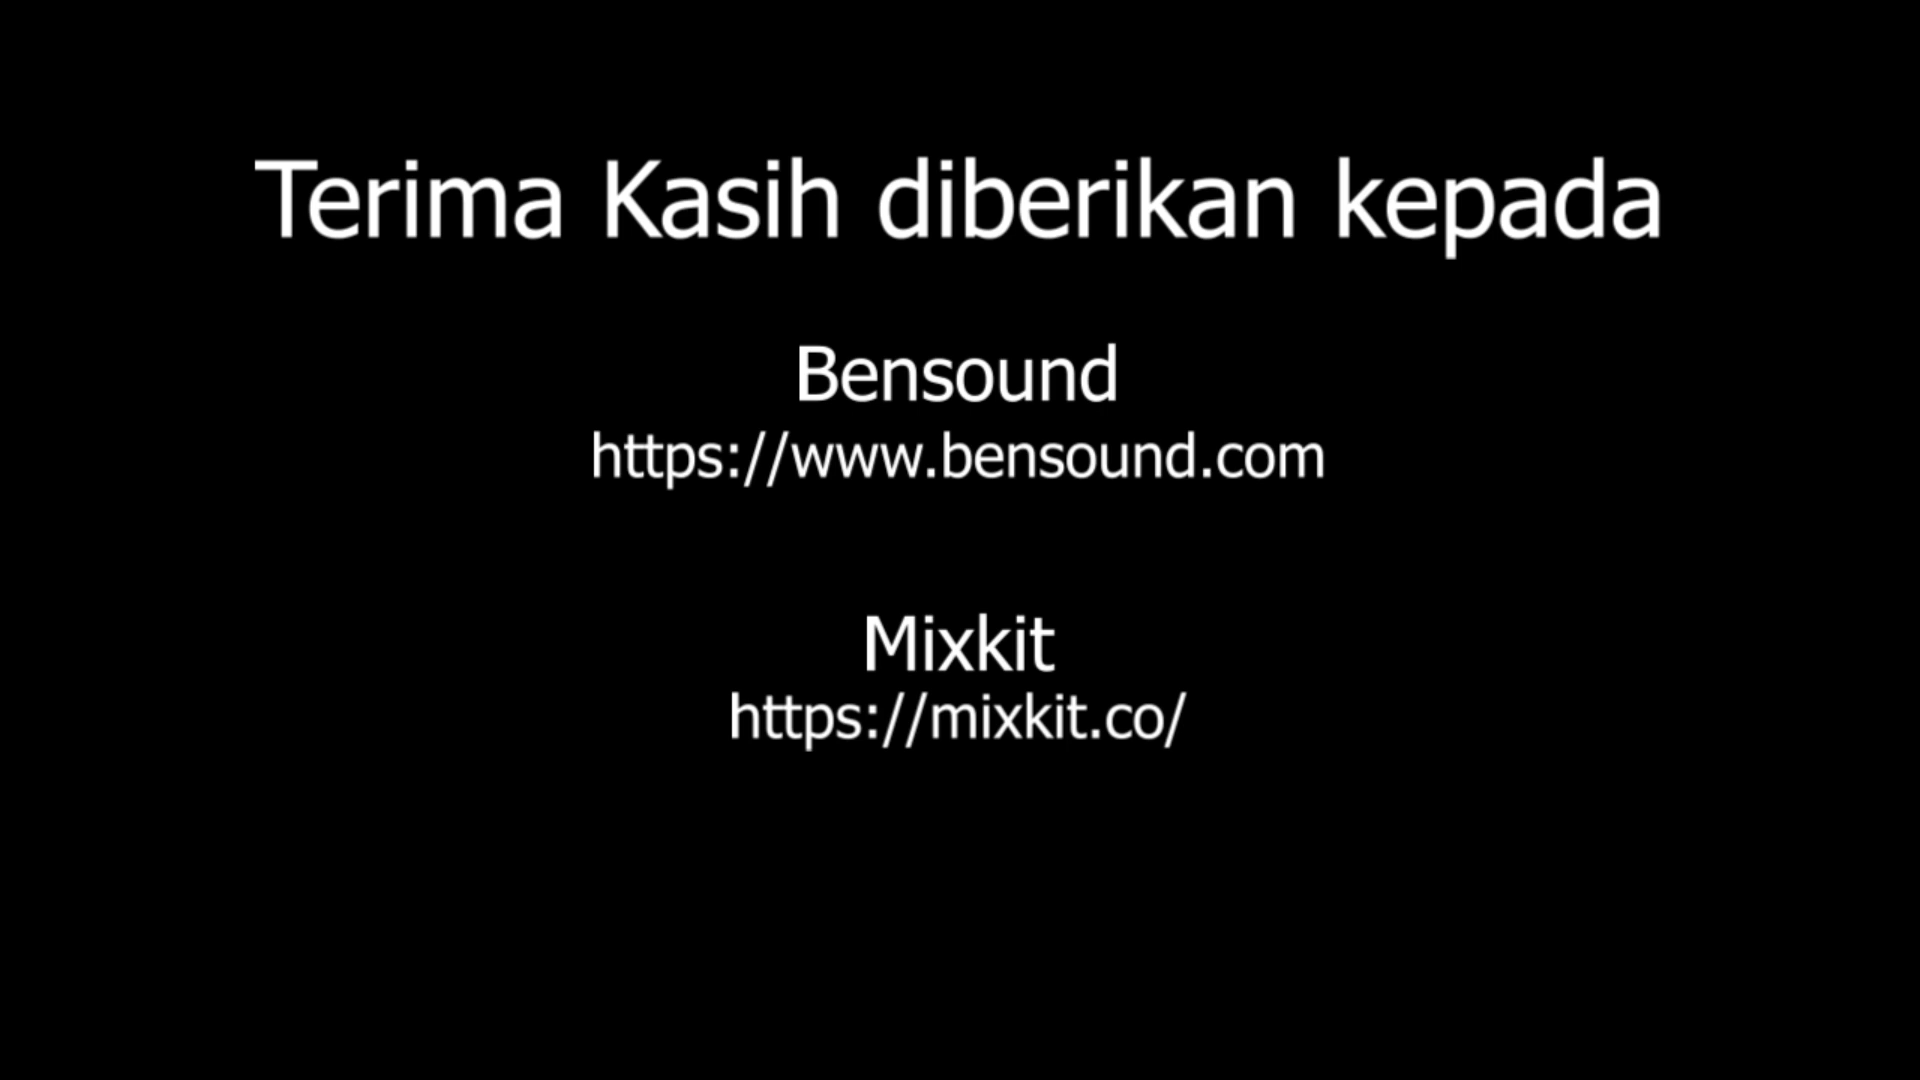 Terima Kasih diberikan kepada
Bensound
https://www.bensound.com
Mixkit
https://mixkit.co/